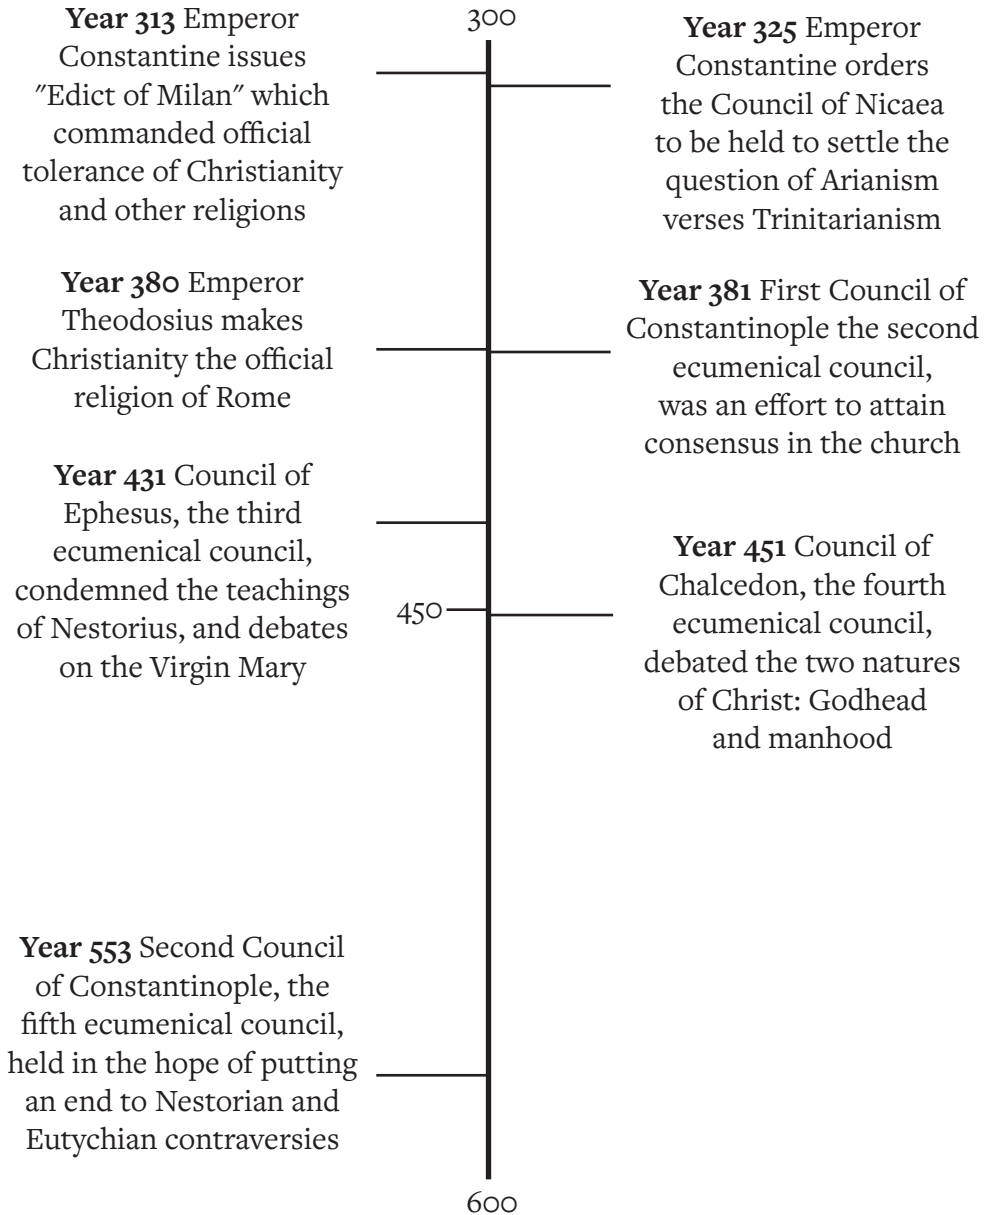 300
Year 313 Emperor
Constantine issues
"Edict of Milan" which
commanded official
tolerance of Christianity
and other religions
Year 325 Emperor
Constantine orders
the Council of Nicaea
to be held to settle the
question of Arianism
verses Trinitarianism
Year 380 Emperor
Theodosius makes
Christianity the official
religion of Rome
Year 381 First Council of
Constantinople the second
ecumenical council,
was an effort to attain
consensus in the church
Year 431 Council of
Ephesus, the third
ecumenical council,
condemned the teachings
of Nestorius, and debates
on the Virgin Mary
450
Year 451 Council of
Chalcedon, the fourth
ecumenical council,
debated the two natures
of Christ: Godhead
and manhood
Year 553 Second Council
of Constantinople, the
fifth ecumenical council,
held in the hope of putting
an end to Nestorian and
Eutychian contraversies
600